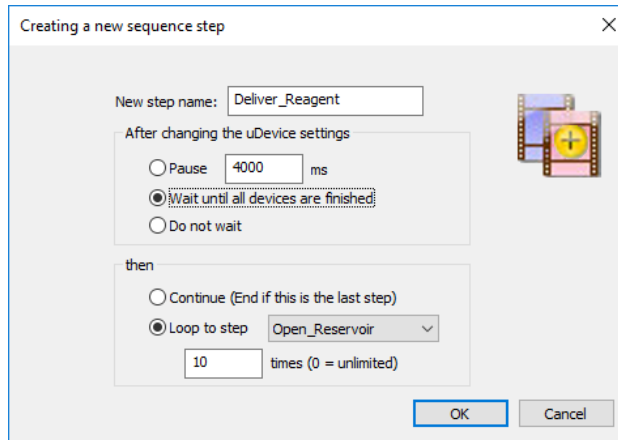 Creating a new sequence step
New step name: Deliver_Reagent
After changing the uDevice settings
Pause 4000 ms
Wait until all devices are finished
Do not wait
then
Continue (End if this is the last step)
Loop to step Open_Reservoir
10 times (0 = unlimited)
OK Cancel